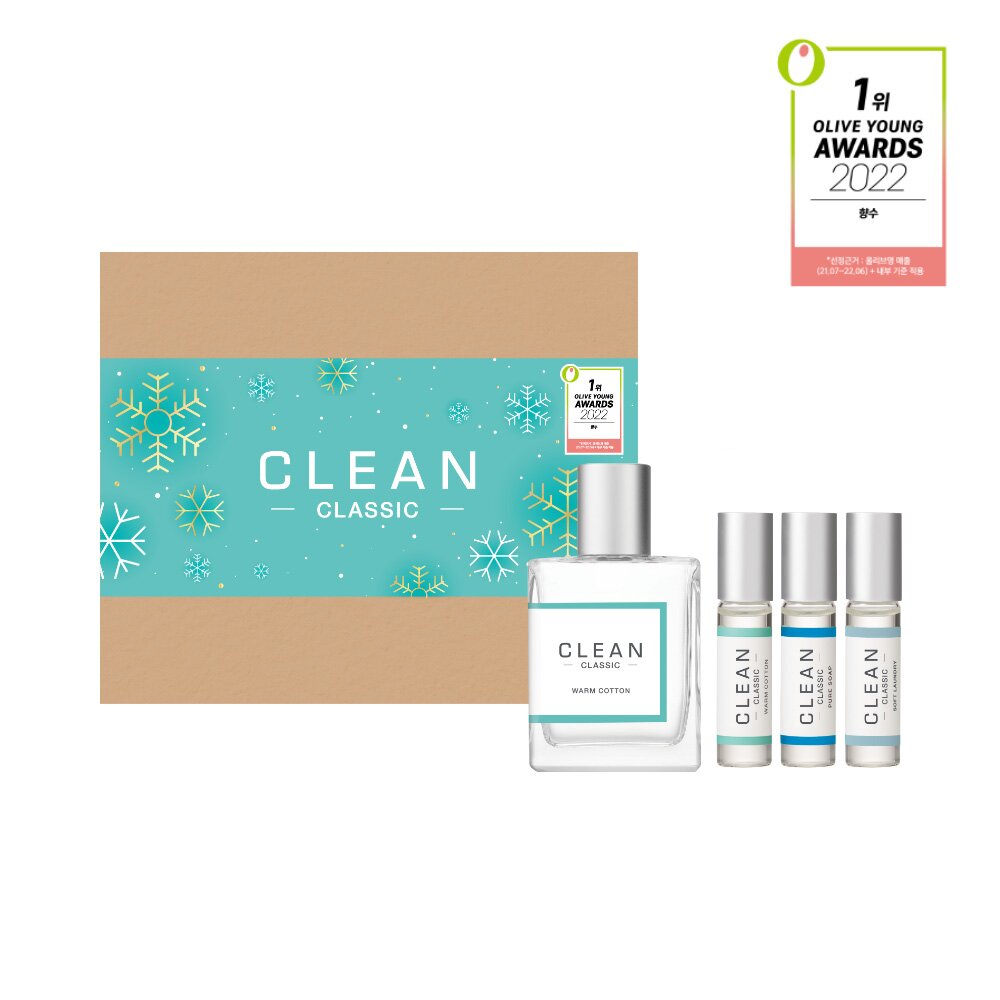 1위
OLIVE YOUNG
AWARDS
2022
향수
*선정근거 : 올리브영 매출
(21.07~22.06) + 내부 기준 적용
1위
OLIVE YOUNG
AWARDS
2022
향수
CLEAN
CLASSIC
CLEAN
CLASSIC
WARM COTTON
CLEAN
CLASSIC
WARM COTTON
CLEAN
CLASSIC
PURE SOAP
CLEAN
CLASSIC
SOFT LAUNDRY